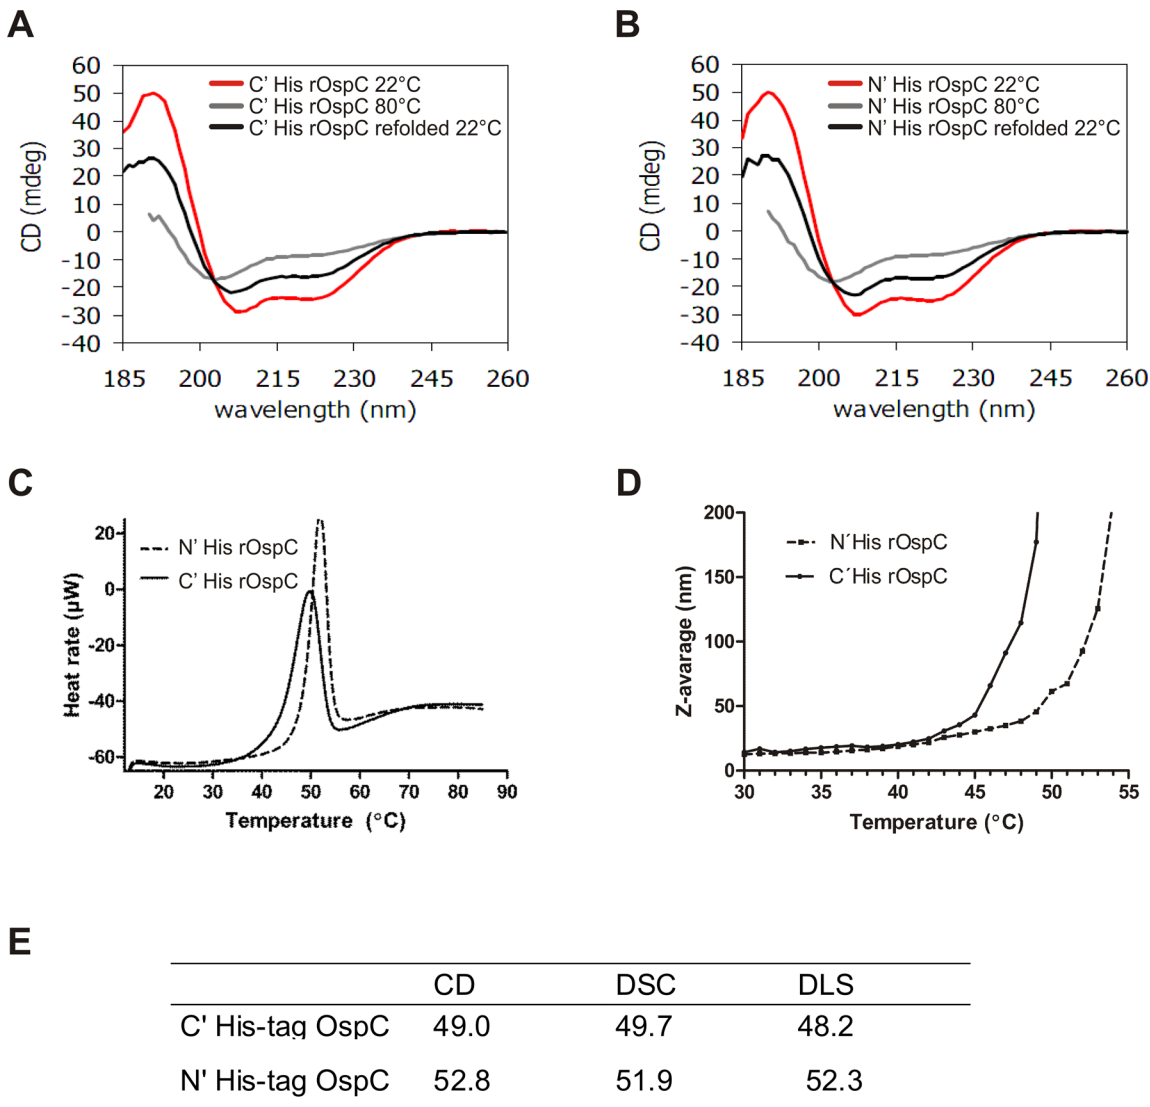 A
60
50
40
30
20
10
0
-10
-20
-30
-40
CD (mdeg)
C' His rOspC 22°C
C' His rOspC 80°C
C' His rOspC refolded 22°C
185 200 215 230 245 260
wavelength (nm)
B
60
50
40
30
20
10
0
-10
-20
-30
-40
CD (mdeg)
N' His rOspC 22°C
N' His rOspC 80°C
N' His rOspC refolded 22°C
185 200 215 230 245 260
wavelength (nm)
C
20
0
-20
-40
-60
Heat rate (µW)
N' His rOspC
C' His rOspC
20 30 40 50 60 70 80 90
Temperature (°C)
D
200
150
100
50
0
Z-avarage (nm)
N´His rOspC
C´His rOspC
30 35 40 45 50 55
Temperature (°C)
E
CD DSC DLS
C' His-tag OspC 49.0 49.7 48.2
N' His-tag OspC 52.8 51.9 52.3